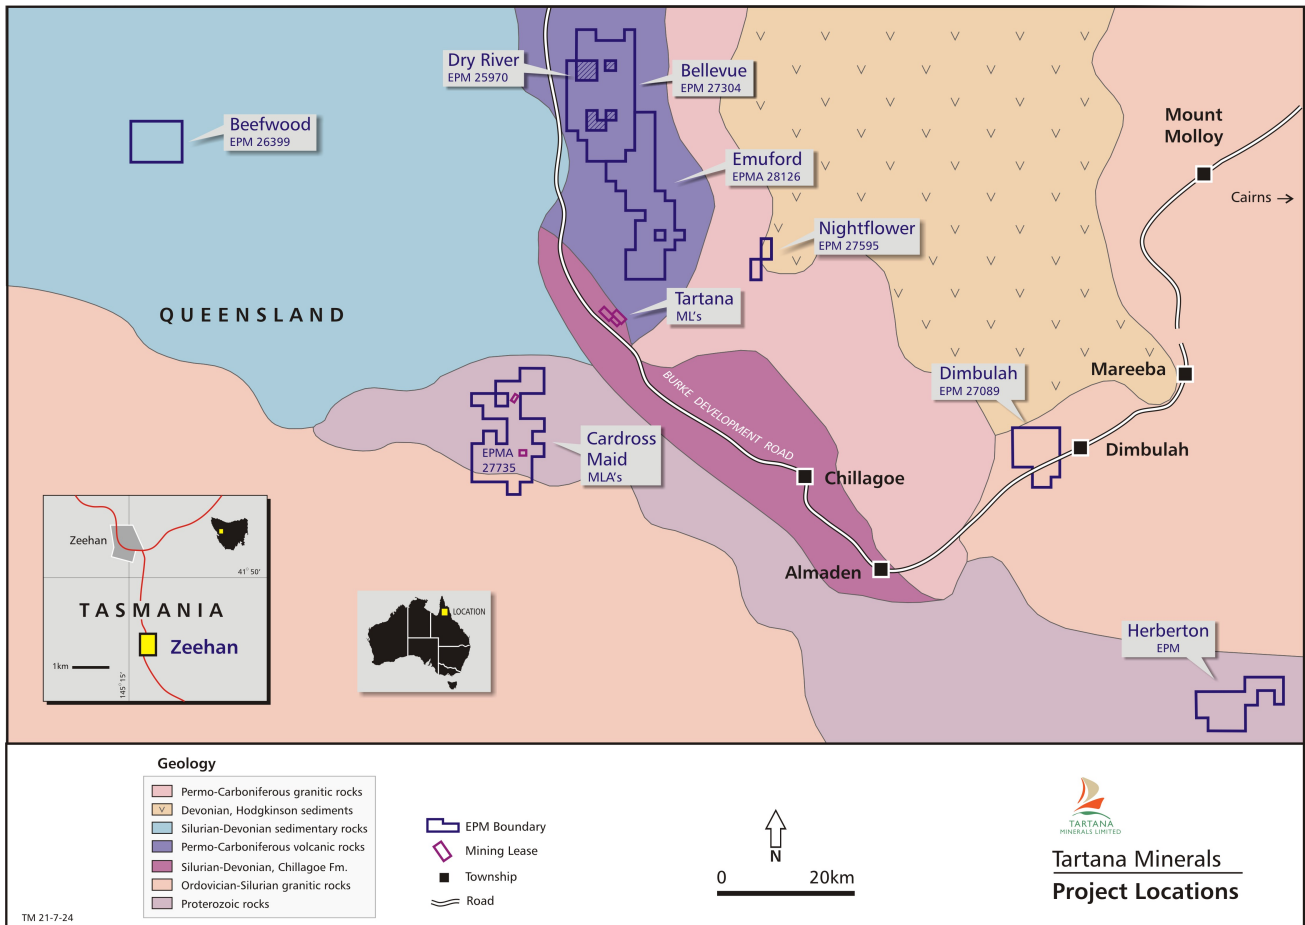 Dry River
EPM 25970
Bellevue
EPM 27304
Beefwood
EPM 26399
Mount
Molloy
Emuford
EPMA 28126
Cairns →
Nightflower
EPM 27595
QUEENSLAND
Tartana
ML's
Mareeba
Dimbulah
EPM 27089
BURKE DEVELOPMENT ROAD
Cardross
Maid
MLA's
EPMA
27735
Dimbulah
Chillagoe
Almaden
Zeehan
41° 50'
TASMANIA
Zeehan
1km
145° 15'
LOCATION
Herberton
EPM
Geology
Permo-Carboniferous granitic rocks
Devonian, Hodgkinson sediments
Silurian-Devonian sedimentary rocks
Permo-Carboniferous volcanic rocks
Silurian-Devonian, Chillagoe Fm.
Ordovician-Silurian granitic rocks
Proterozoic rocks
EPM Boundary
Mining Lease
Township
Road
N
0 20km
TARTANA
MINERALS LIMITED
Tartana Minerals
Project Locations
TM 21-7-24